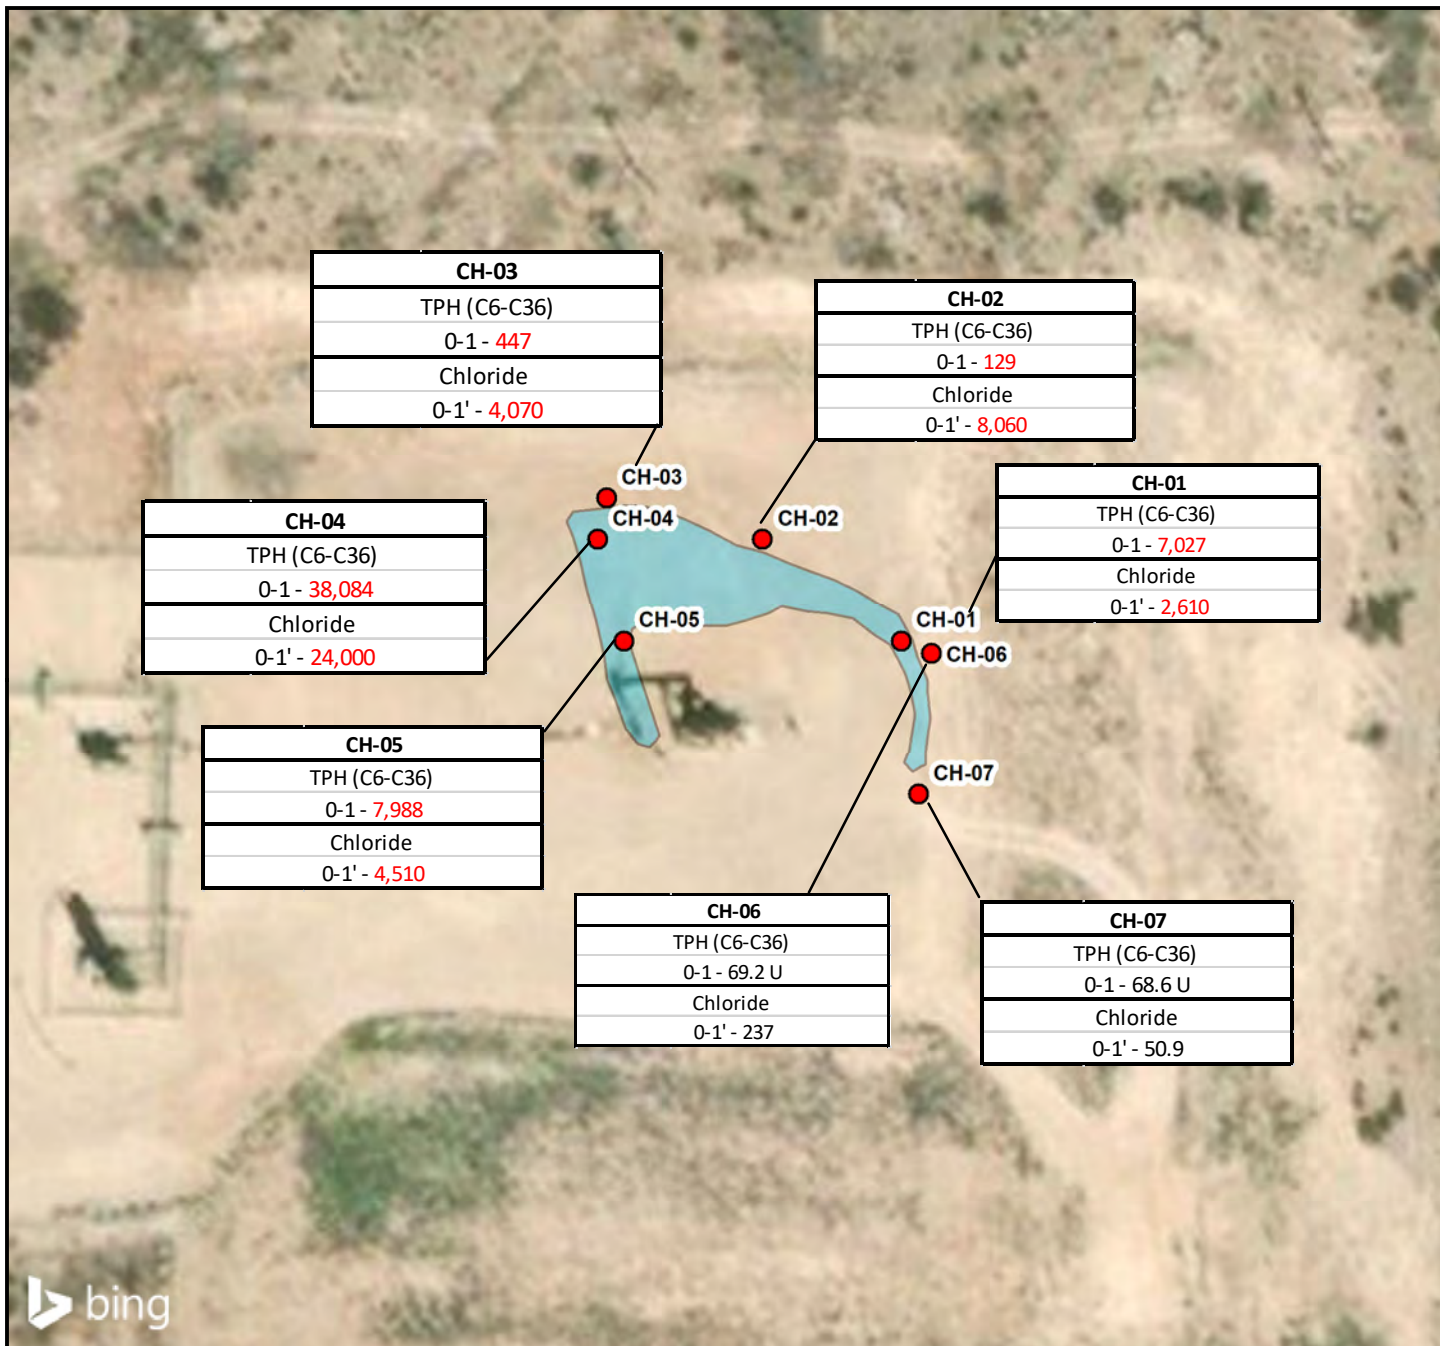 CH-03
TPH (C6-C36)
0-1 - 447
Chloride
0-1' - 4,070
CH-02
TPH (C6-C36)
0-1 - 129
Chloride
0-1' - 8,060
CH-01
TPH (C6-C36)
0-1 - 7,027
Chloride
0-1' - 2,610
CH-04
TPH (C6-C36)
0-1 - 38,084
Chloride
0-1' - 24,000
CH-03
CH-04
CH-02
CH-05
CH-01
CH-06
CH-07
CH-05
TPH (C6-C36)
0-1 - 7,988
Chloride
0-1' - 4,510
CH-06
TPH (C6-C36)
0-1 - 69.2 U
Chloride
0-1' - 237
CH-07
TPH (C6-C36)
0-1 - 68.6 U
Chloride
0-1' - 50.9
bing